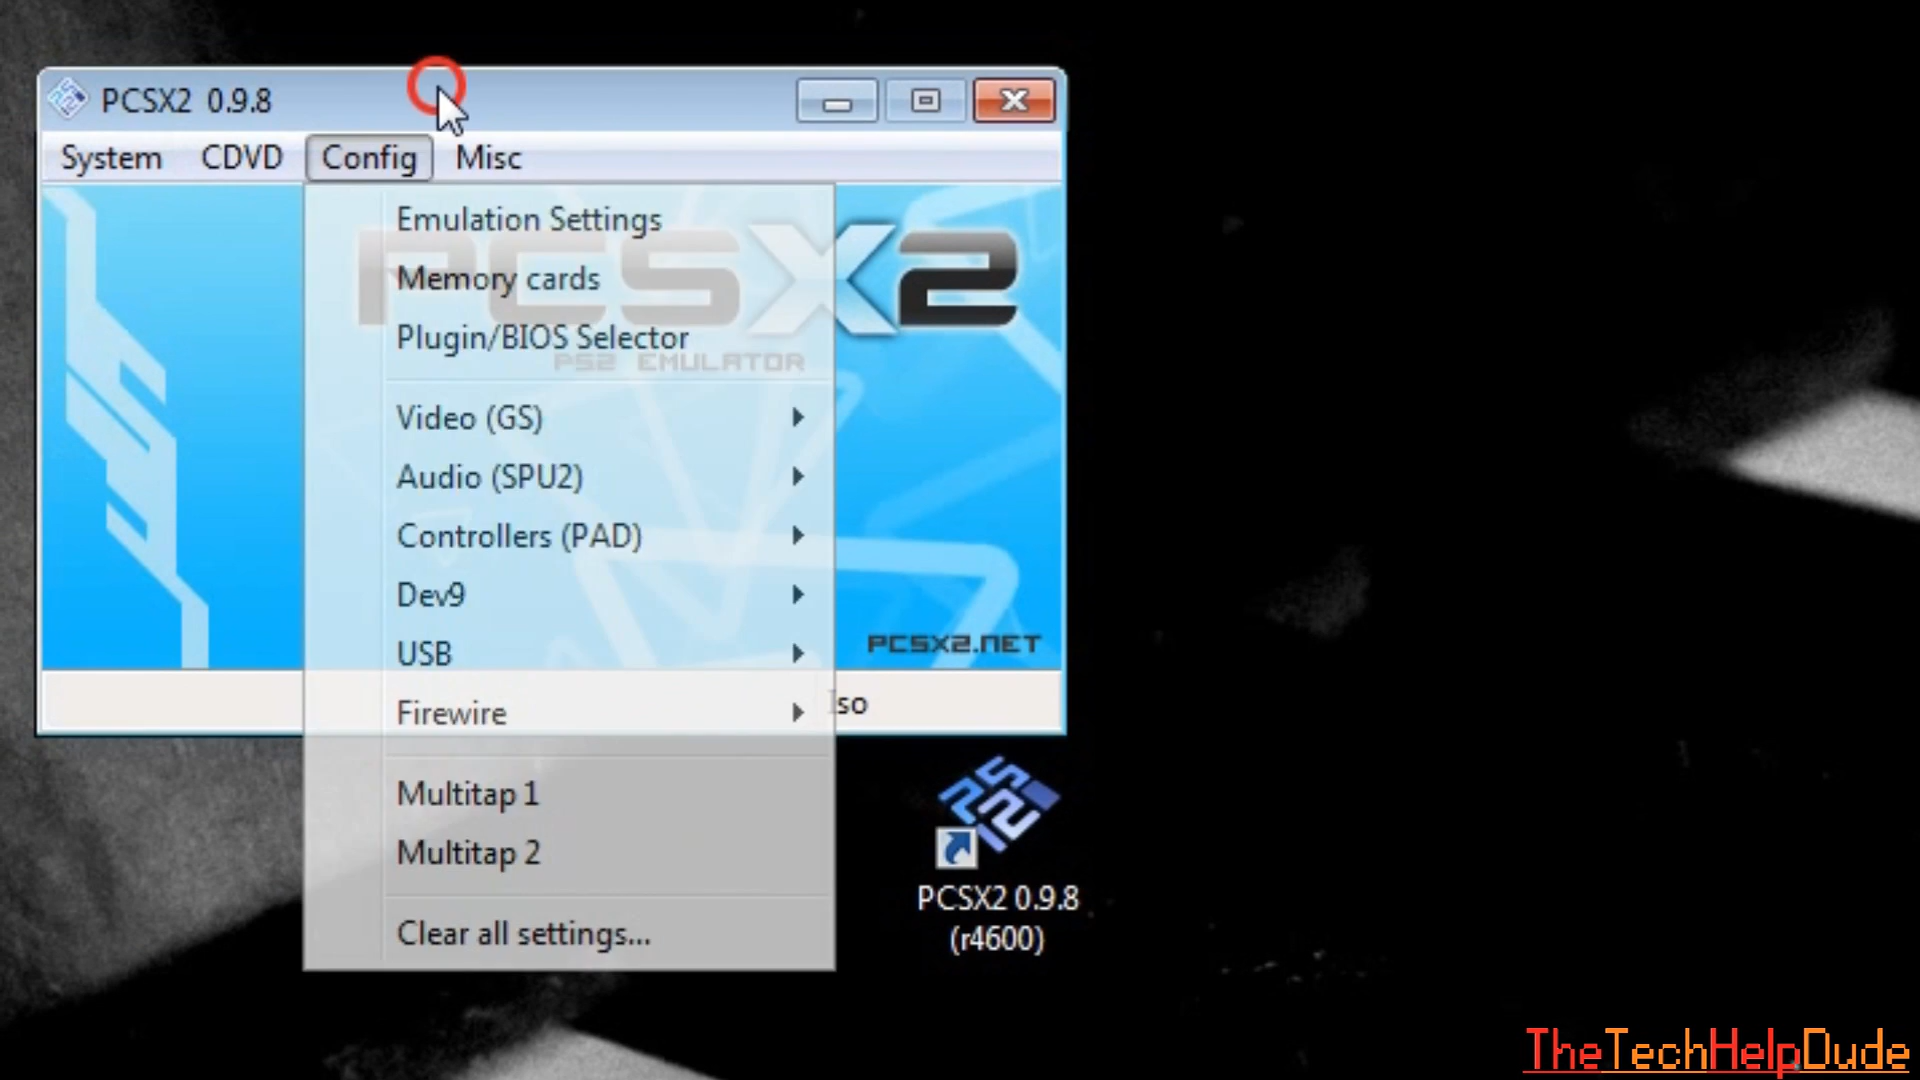 PCSX2 0.9.8
System CDVD Config Misc
Emulation Settings
PCSX2
Memory cards
Plugin/BIOS Selector
PS2 EMULATOR
Video (GS)
Audio (SPU2)
Controllers (PAD)
Dev9
USB
PCSX2.NET
Firewire
Iso
Multitap 1
Multitap 2
Clear all settings...
PCSX2 0.9.8
(r4600)
TheTechHelpDude